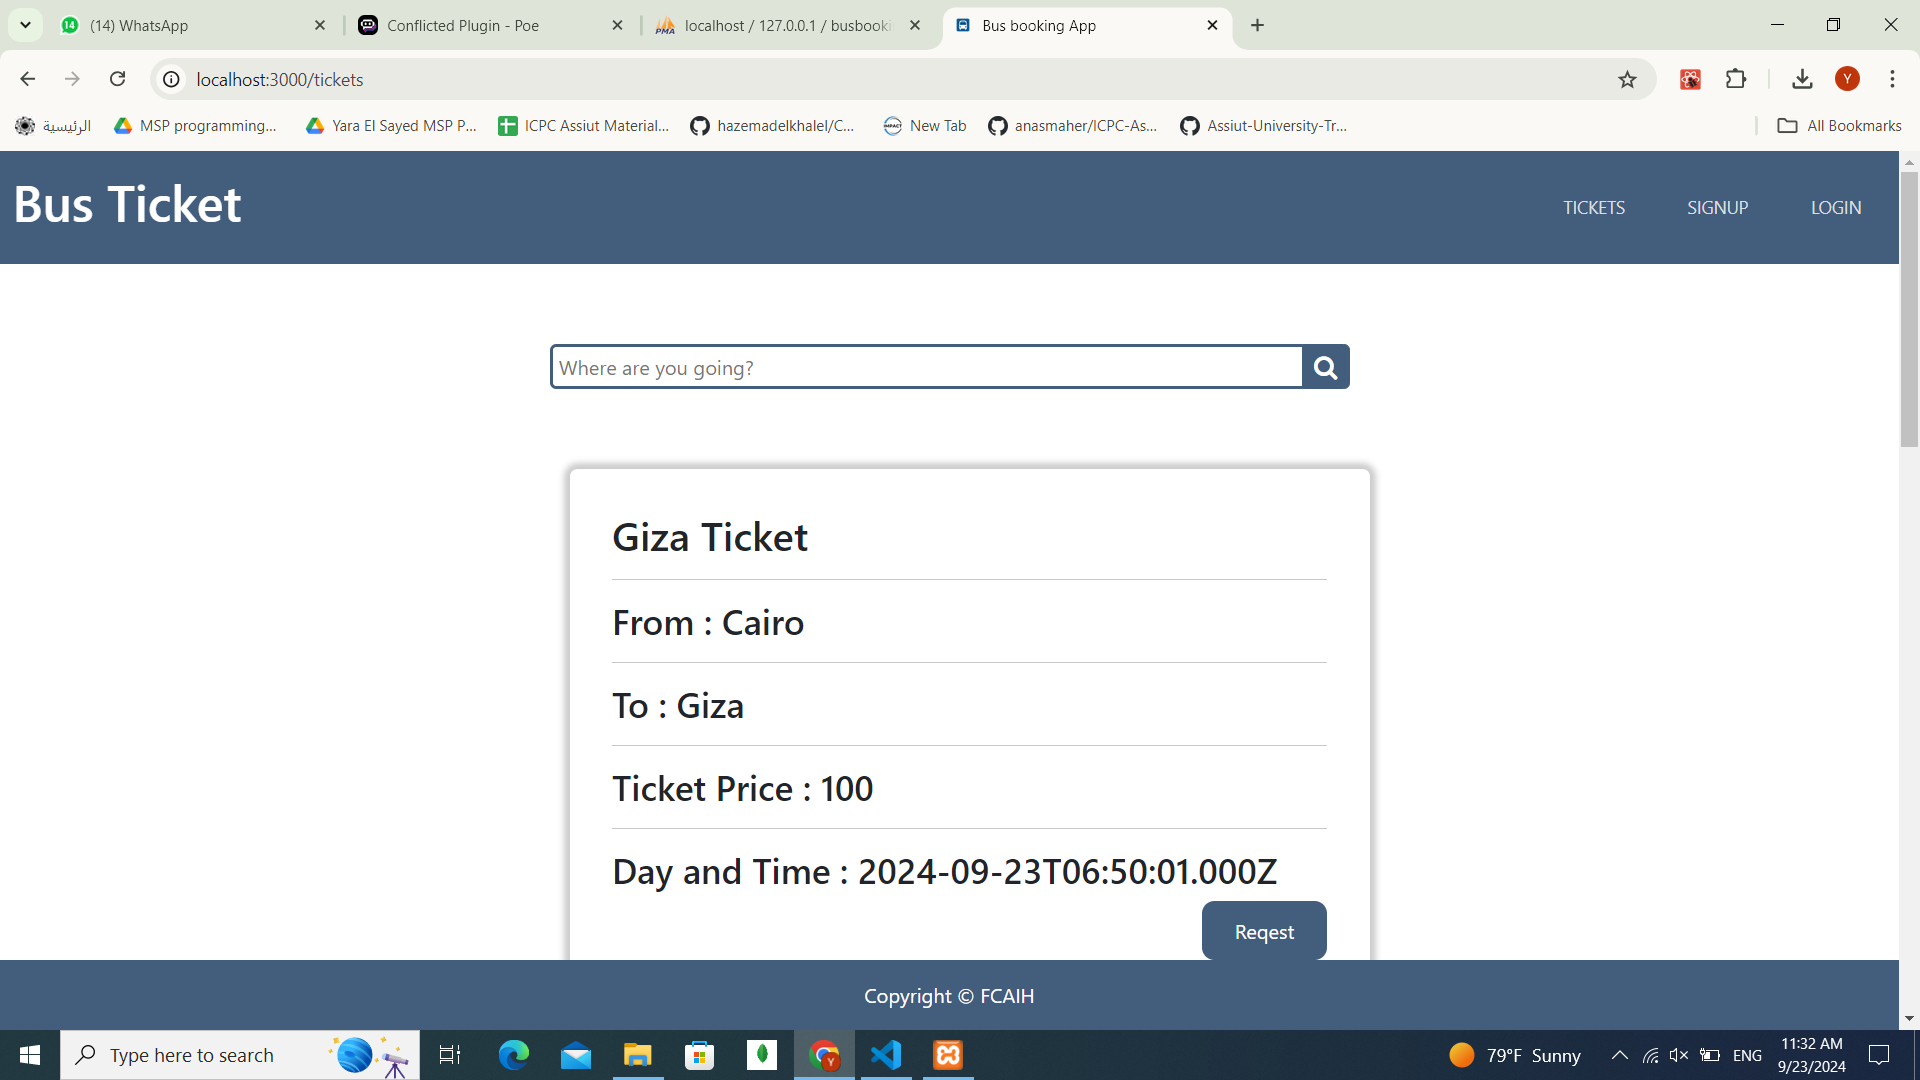 (14) WhatsApp
Conflicted Plugin - Poe
localhost / 127.0.0.1 / busbooki
Bus booking App
localhost:3000/tickets
Y
الرئيسية
MSP programming...
Yara El Sayed MSP P...
ICPC Assiut Material...
hazemadelkhalel/C...
New Tab
anasmaher/ICPC-As...
Assiut-University-Tr...
All Bookmarks
Bus Ticket
TICKETS
SIGNUP
LOGIN
Where are you going?
Giza Ticket
From : Cairo
To : Giza
Ticket Price : 100
Day and Time : 2024-09-23T06:50:01.000Z
Reqest
Copyright © FCAIH
Type here to search
79°F Sunny
ENG
11:32 AM
9/23/2024